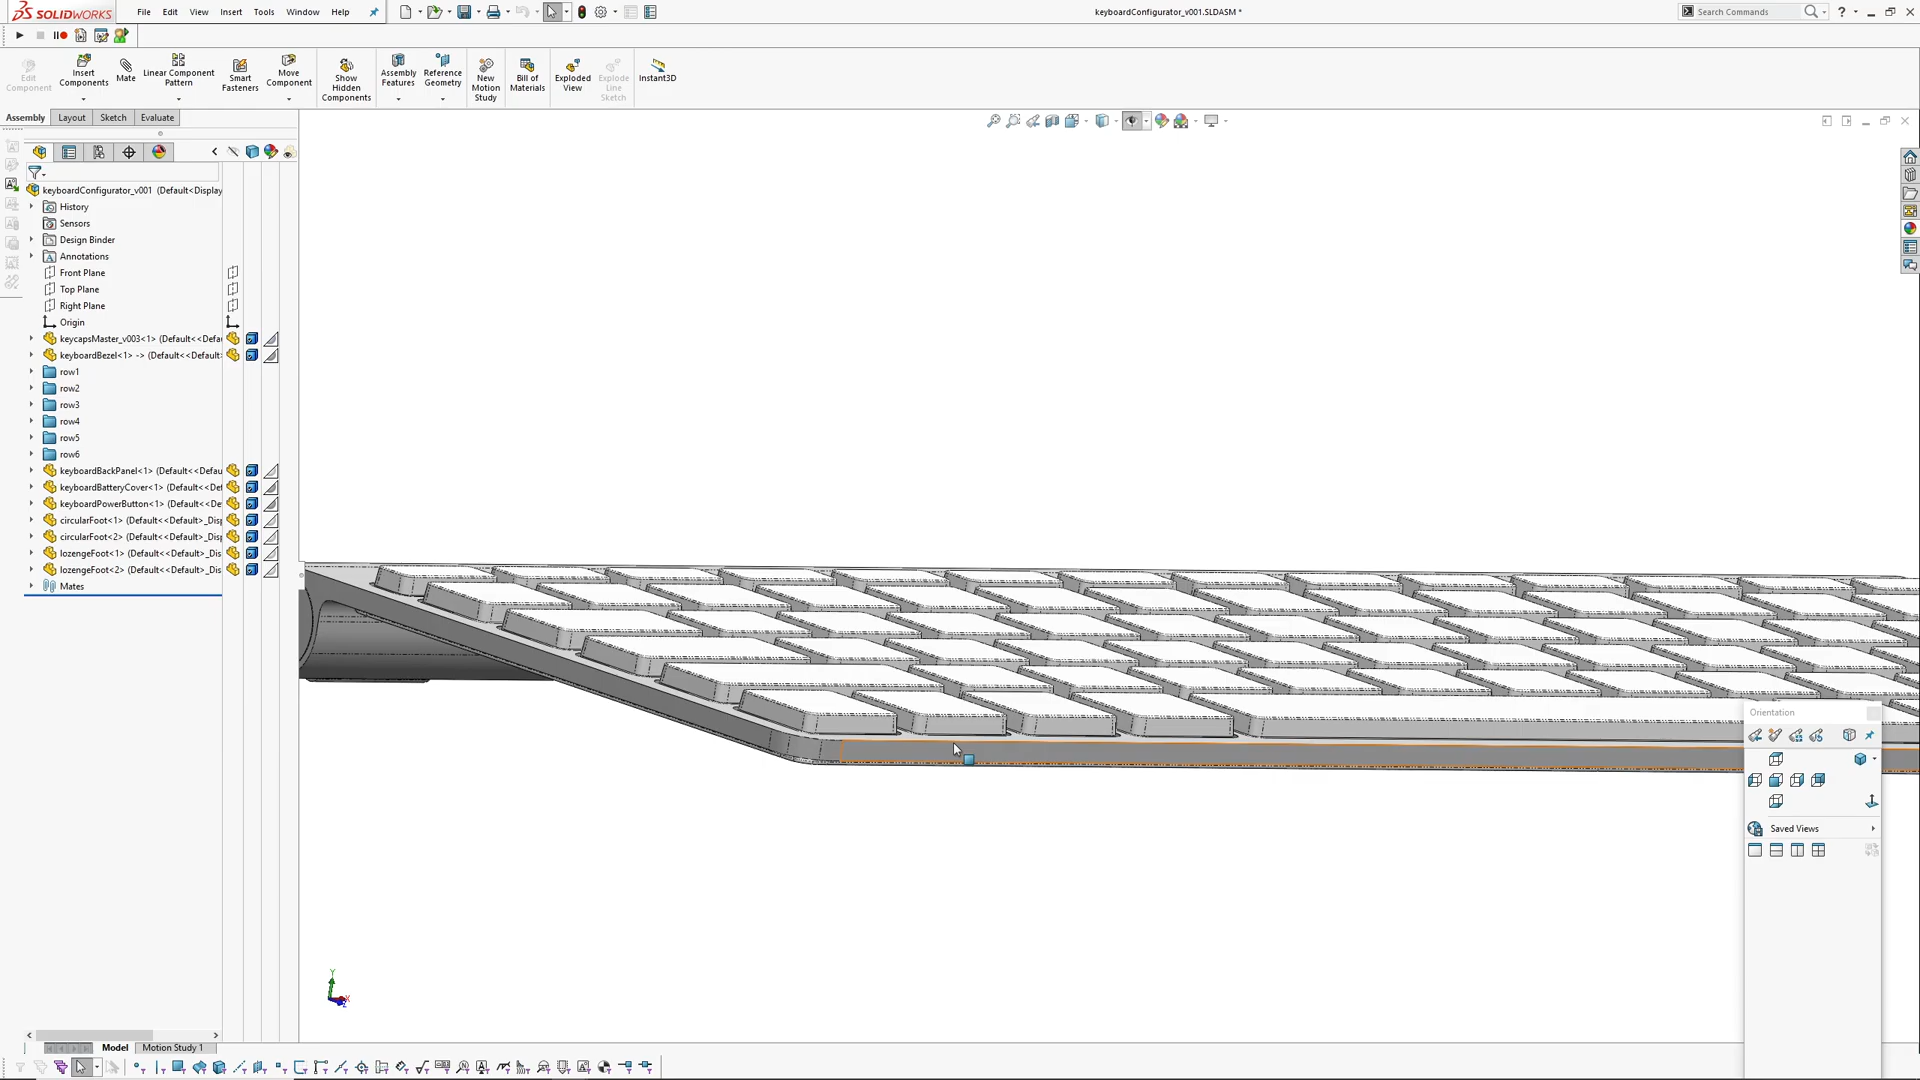 SOLIDWORKS File Edit View Insert Tools Window Help keyboardConfigurator_v001.SLDASM * Search Commands
Edit Component
Insert Components
Mate
Linear Component Pattern
Smart Fasteners
Move Component
Show Hidden Components
Assembly Features
Reference Geometry
New Motion Study
Bill of Materials
Exploded View
Explode Line Sketch
Instant3D
Assembly Layout Sketch Evaluate
keyboardConfigurator_v001 (Default<Display
History
Sensors
Design Binder
Annotations
Front Plane
Top Plane
Right Plane
Origin
keycapsMaster_v003<1> (Default<<Defau
keyboardBezel<1> -> (Default<<Default>
row1
row2
row3
row4
row5
row6
keyboardBackPanel<1> (Default<<Defau
keyboardBatteryCover<1> (Default<<Def
keyboardPowerButton<1> (Default<<De
circularFoot<1> (Default<<Default>_Disp
circularFoot<2> (Default<<Default>_Disp
lozengeFoot<1> (Default<<Default>_Dis
lozengeFoot<2> (Default<<Default>_Dis
Mates
Orientation
Saved Views
Y
X
Z
Model Motion Study 1